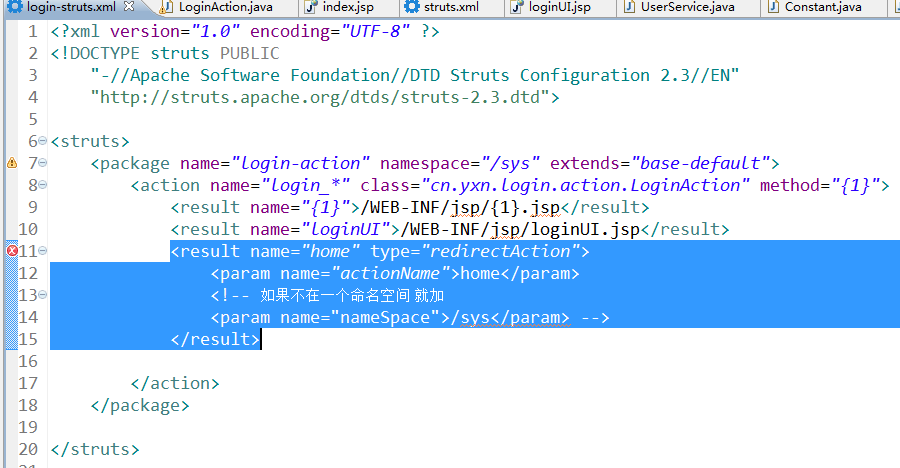 login-struts.xml LoginAction.java index.jsp struts.xml loginUI.jsp UserService.java Constant.java
1 <?xml version="1.0" encoding="UTF-8" ?>
2 <!DOCTYPE struts PUBLIC
3 "-//Apache Software Foundation//DTD Struts Configuration 2.3//EN"
4 "http://struts.apache.org/dtds/struts-2.3.dtd">
5
6 <struts>
7 <package name="login-action" namespace="/sys" extends="base-default">
8 <action name="login_*" class="cn.yxn.login.action.LoginAction" method="{1}">
9 <result name="{1}">/WEB-INF/jsp/{1}.jsp</result>
10 <result name="loginUI">/WEB-INF/jsp/loginUI.jsp</result>
11 <result name="home" type="redirectAction">
12 <param name="actionName">home</param>
13 <!-- 如果不在一个命名空间 就加
14 <param name="nameSpace">/sys</param> -->
15 </result>
16
17 </action>
18 </package>
19
20 </struts>